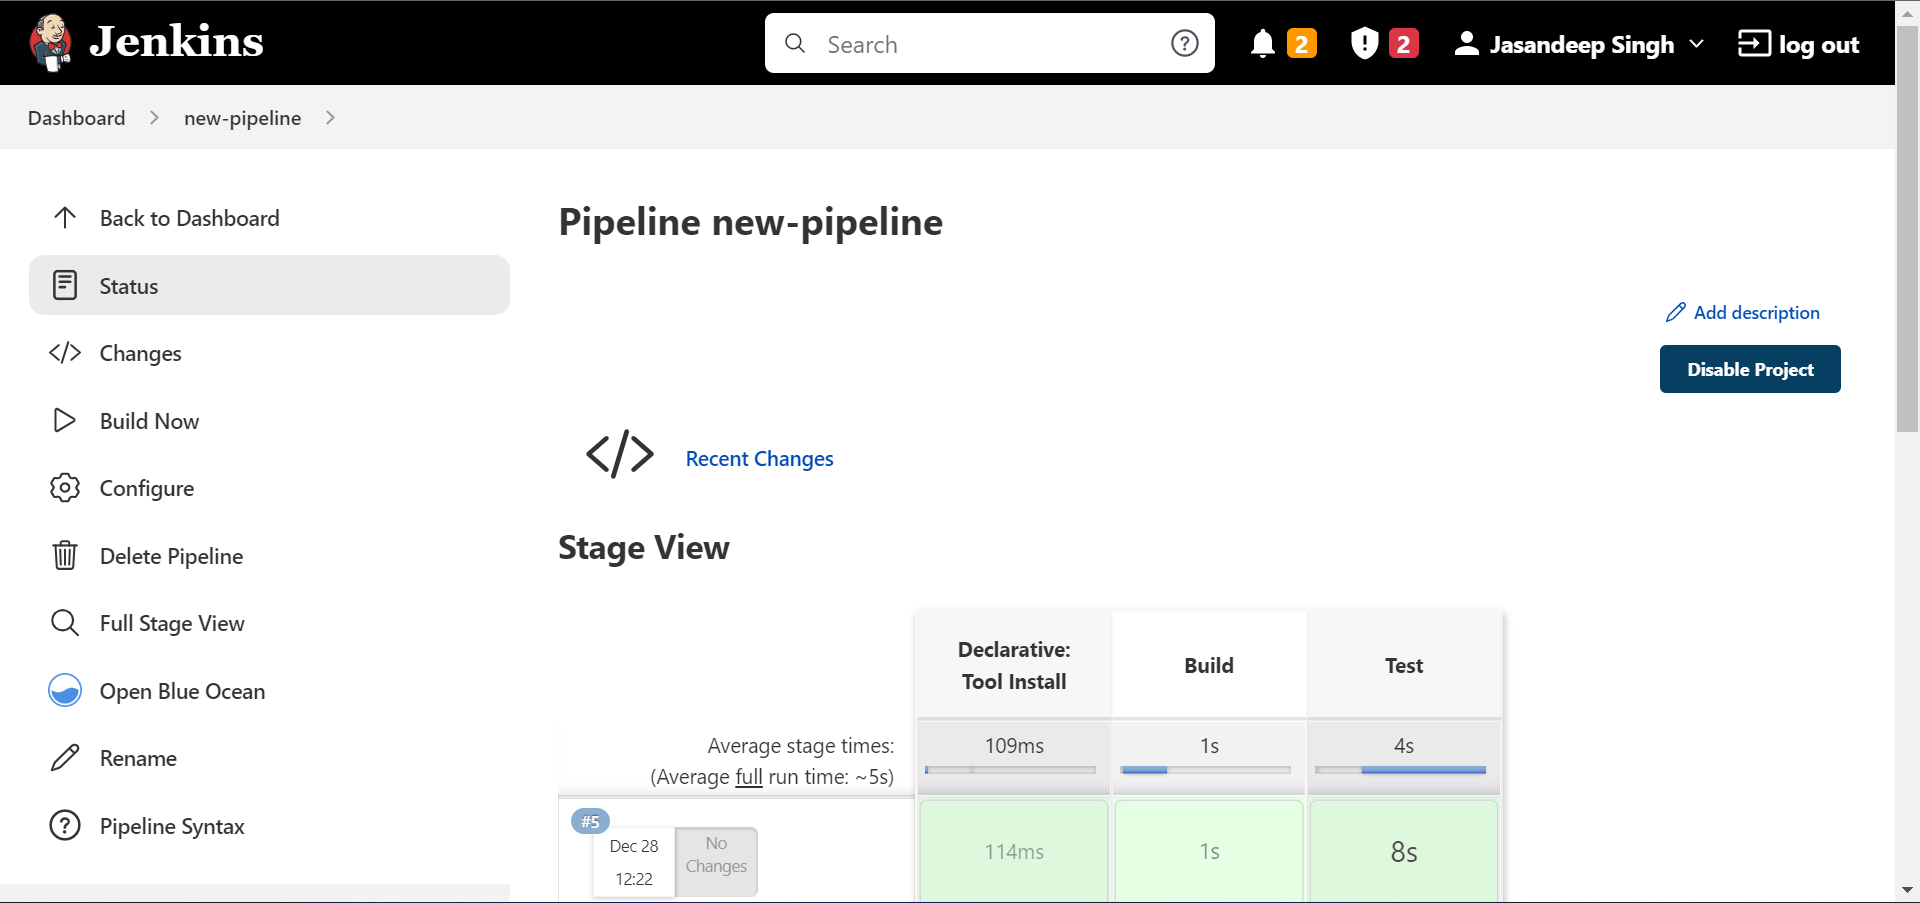 Jenkins
Search
2
2
Jasandeep Singh
log out
Dashboard
new-pipeline
Back to Dashboard
Status
Changes
Build Now
Configure
Delete Pipeline
Full Stage View
Open Blue Ocean
Rename
Pipeline Syntax
Pipeline new-pipeline
Add description
Disable Project
Recent Changes
Stage View
Declarative:
Tool Install
Build
Test
Average stage times:
(Average full run time: ~5s)
109ms
1s
4s
#5
Dec 28
12:22
No
Changes
114ms
1s
8s